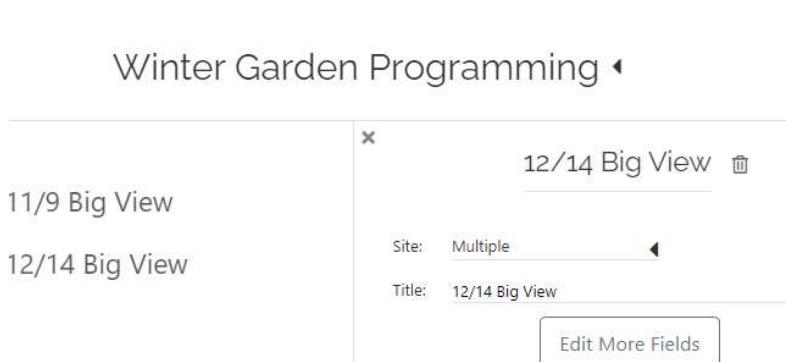 Winter Garden Programming
11/9 Big View
12/14 Big View
12/14 Big View
Site: Multiple
Title: 12/14 Big View
Edit More Fields